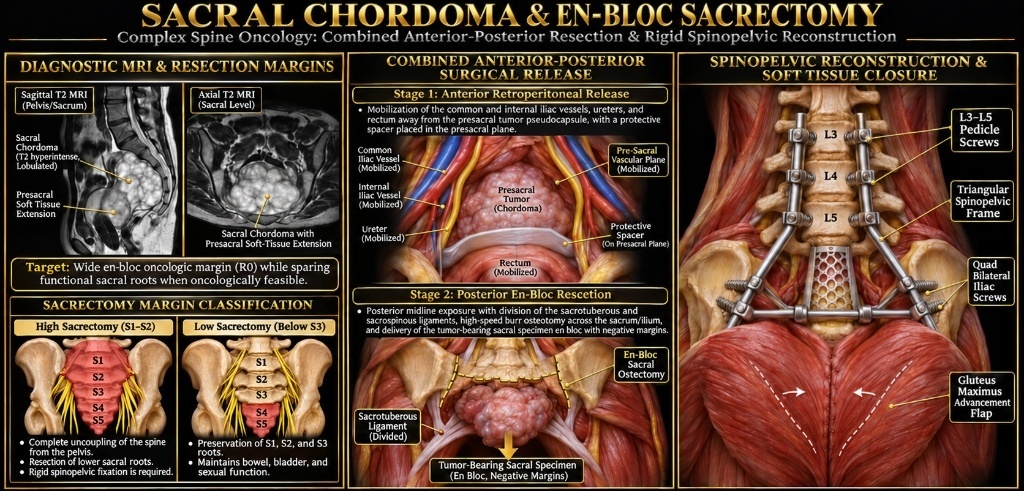 SACRAL CHORDOMA & EN-BLOC SACRECTOMY
Complex Spine Oncology: Combined Anterior-Posterior Resection & Rigid Spinopelvic Reconstruction
DIAGNOSTIC MRI & RESECTION MARGINS
Sagittal T2 MRI
(Pelvis/Sacrum)
Axial T2 MRI
(Sacral Level)
Sacral
Chordoma
(T2 hyperintense,
Lobulated)
Presacral
Soft Tissue
Extension
Sacral Chordoma with
Presacral Soft-Tissue Extension
Target: Wide en-bloc oncologic margin (R0) while sparing
functional sacral roots when oncologically feasible.
SACRECTOMY MARGIN CLASSIFICATION
High Sacrectomy (S1–S2)
S1
S2
S3
S4
S5
• Complete uncoupling of the spine
from the pelvis.
• Resection of lower sacral roots.
• Rigid spinopelvic fixation is required.
Low Sacrectomy (Below S3)
S1
S2
S3
S4
S5
• Preservation of S1, S2, and S3
roots.
• Maintains bowel, bladder, and
sexual function.
COMBINED ANTERIOR-POSTERIOR
SURGICAL RELEASE
Stage 1: Anterior Retroperitoneal Release
• Mobilization of the common and internal iliac vessels, ureters, and
rectum away from the presacral tumor pseudocapsule, with a protective
spacer placed in the presacral plane.
Common
Iliac Vessel
(Mobilized)
Internal
Iliac Vessel
(Mobilized)
Ureter
(Mobilized)
Presacral
Tumor
(Chordoma)
Rectum
(Mobilized)
Pre-Sacral
Vascular Plane
(Mobilized)
Protective
Spacer
(On Presacral Plane)
Stage 2: Posterior En-Bloc Rescetion
• Posterior midline exposure with division of the sacrotuberous and
sacrospinous ligaments, high-speed burr osteotomy across the sacrum/ilium,
and delivery of the tumor-bearing sacral specimen en bloc with negative margins.
En-Bloc
Sacral
Ostectomy
Sacrotuberous
Ligament
(Divided)
Tumor-Bearing Sacral Specimen
(En Bloc, Negative Margins)
SPINOPELVIC RECONSTRUCTION &
SOFT TISSUE CLOSURE
L3
L4
L5
L3–L5
Pedicle
Screws
Triangular
Spinopelvic
Frame
Quad
Bilateral
Iliac
Screws
Gluteus
Maximus
Advancement
Flap